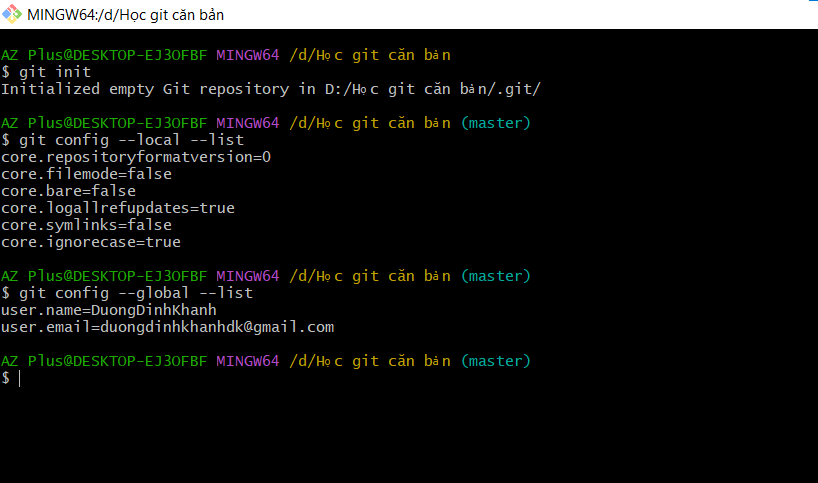 MINGW64:/d/Học git căn bản
AZ Plus@DESKTOP-EJ3OFBF MINGW64 /d/Học git căn bản
$ git init
Initialized empty Git repository in D:/Học git căn bản/.git/
AZ Plus@DESKTOP-EJ3OFBF MINGW64 /d/Học git căn bản (master)
$ git config --local --list
core.repositoryformatversion=0
core.filemode=false
core.bare=false
core.logallrefupdates=true
core.symlinks=false
core.ignorecase=true
AZ Plus@DESKTOP-EJ3OFBF MINGW64 /d/Học git căn bản (master)
$ git config --global --list
user.name=DuongDinhKhanh
user.email=duongdinhkhanhdk@gmail.com
AZ Plus@DESKTOP-EJ3OFBF MINGW64 /d/Học git căn bản (master)
$